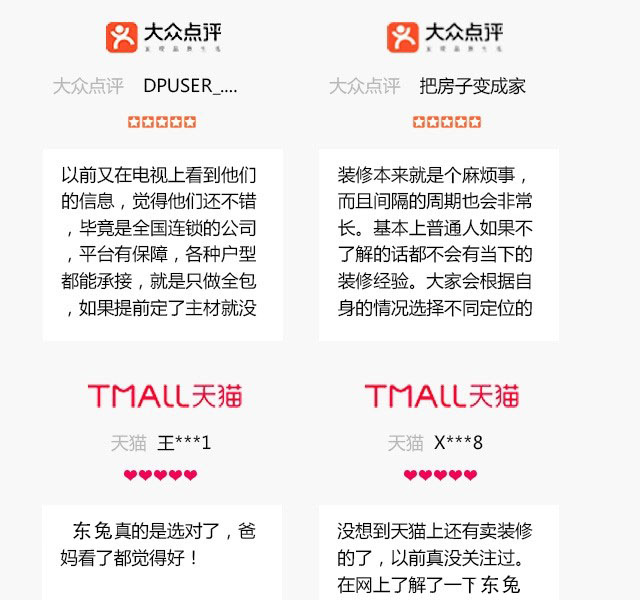 大众点评
大众点评 DPUSER_....
以前又在电视上看到他们
的信息，觉得他们还不错
，毕竟是全国连锁的公司
，平台有保障，各种户型
都能承接，就是只做全包
，如果提前定了主材就没
大众点评
大众点评 把房子变成家
装修本来就是个麻烦事，
而且间隔的周期也会非常
长。基本上普通人如果不
了解的话都不会有当下的
装修经验。大家会根据自
身的情况选择不同定位的
TMALL天猫
天猫 王***1
东兔真的是选对了，爸
妈看了都觉得好！
TMALL天猫
天猫 X***8
没想到天猫上还有卖装修
的了，以前真没关注过。
在网上了解了一下东兔